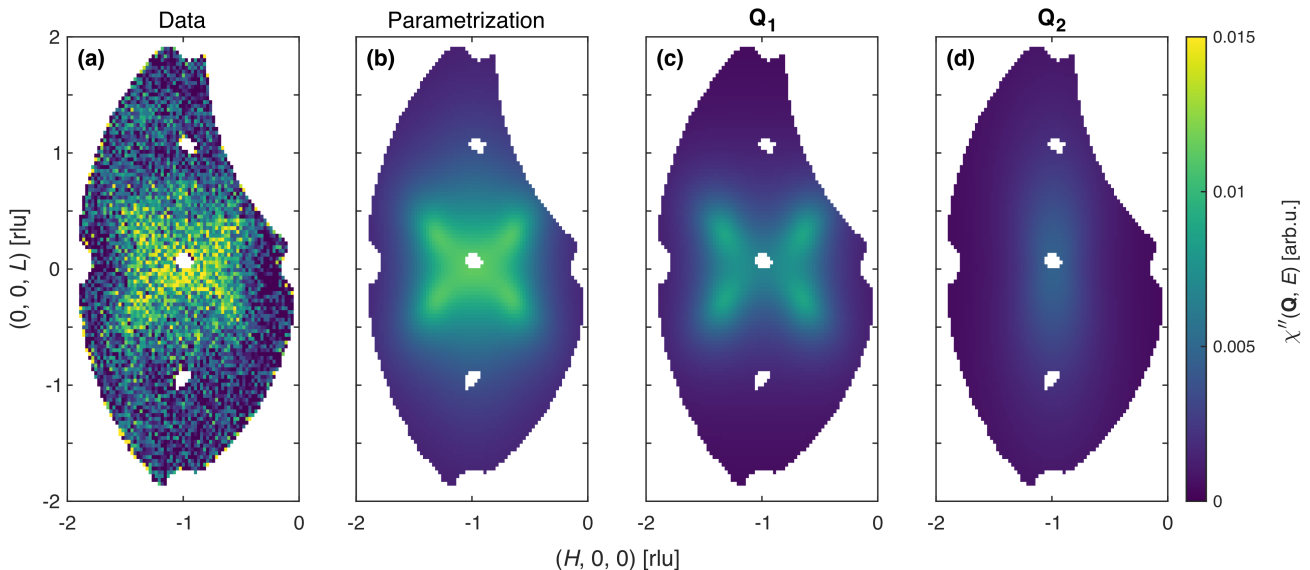 Data
Parametrization
Q₁
Q₂
(a)
(b)
(c)
(d)
2
1
0
-1
-2
(0, 0, L) [rlu]
-2
-1
0
-2
-1
0
-2
-1
0
-2
-1
0
(H, 0, 0) [rlu]
0.015
0.01
0.005
0
χ′′(Q, E) [arb.u.]